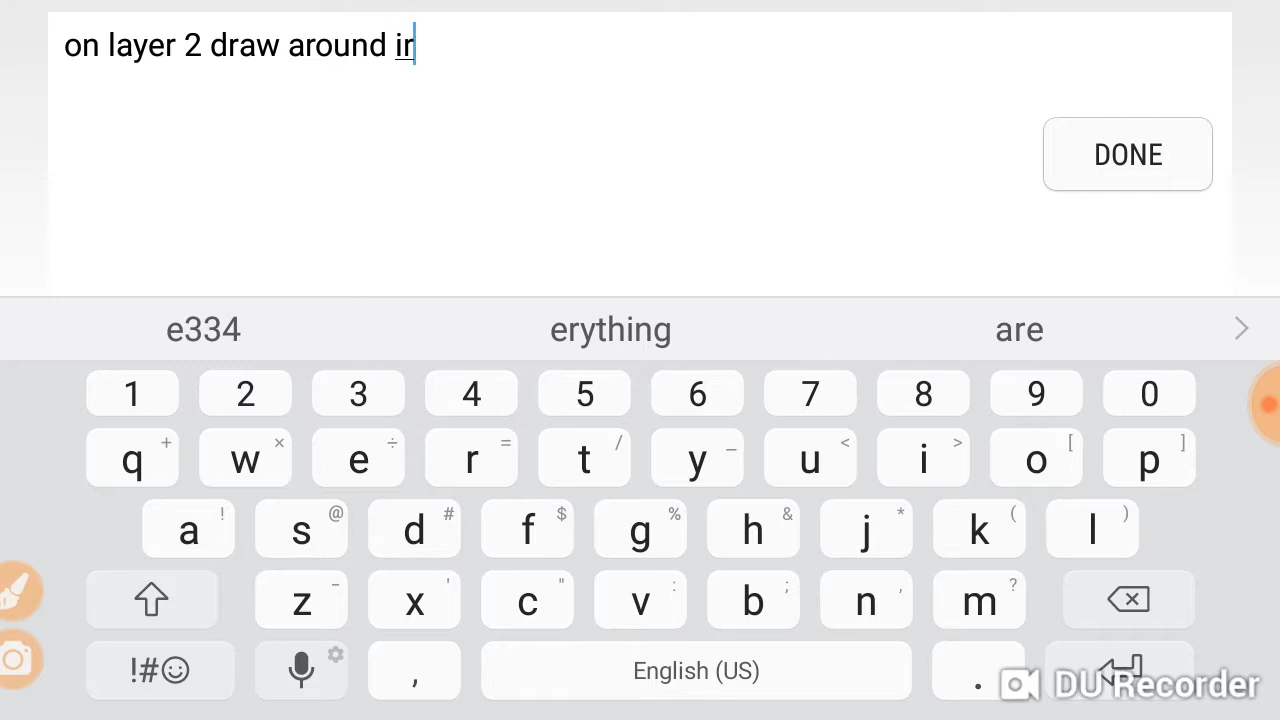 on layer 2 draw around ir
DONE
e334 erything are
1 2 3 4 5 6 7 8 9 0
q + w × e ÷ r = t / y _ u < i > o [ p ]
a ! s @ d # f $ g % h & j * k ( l )
z - x ' c " v : b ; n , m ?
!#☺ , English (US) .
DU Recorder